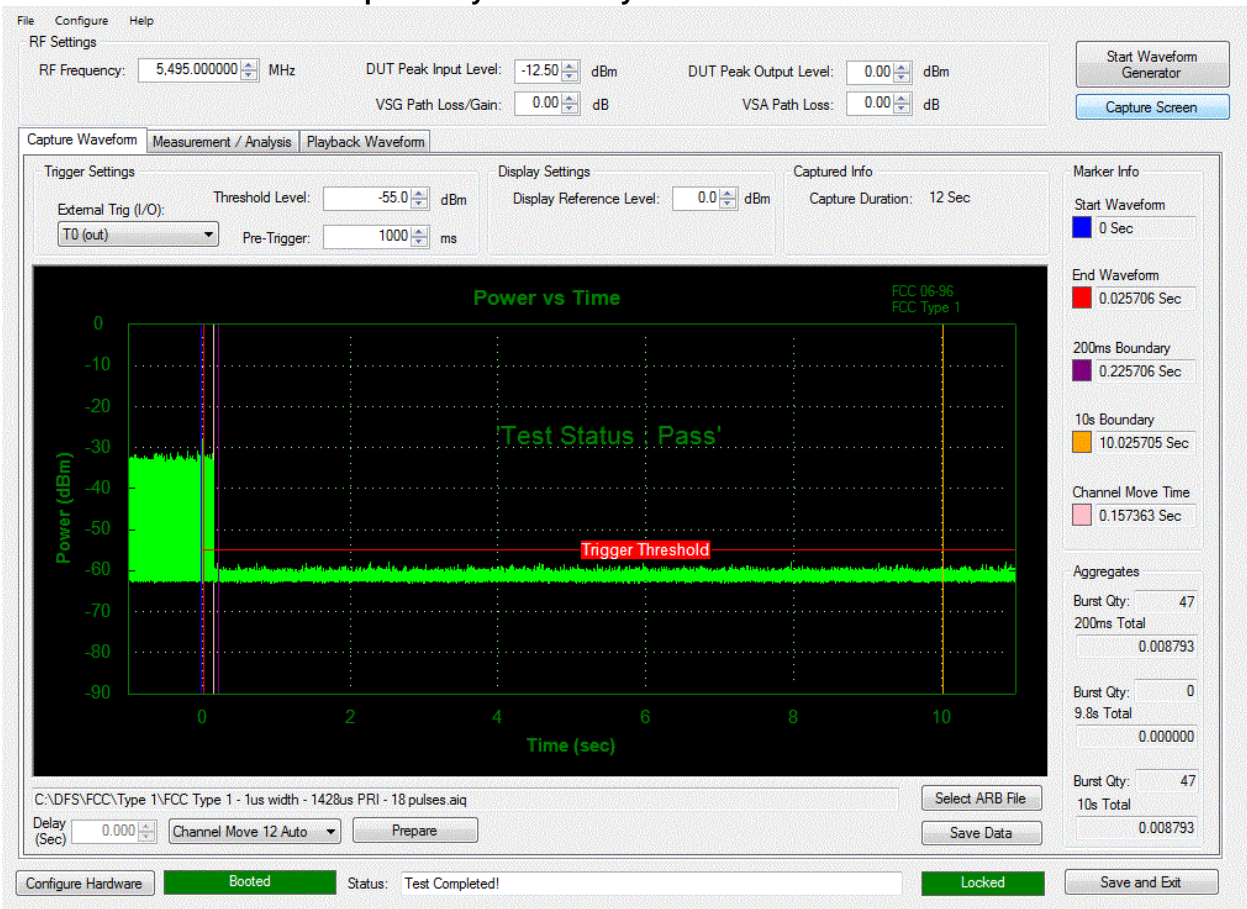 File Configure Help
RF Settings
RF Frequency: 5,495.000000 MHz
DUT Peak Input Level: -12.50 dBm
DUT Peak Output Level: 0.00 dBm
VSG Path Loss/Gain: 0.00 dB
VSA Path Loss: 0.00 dB
Start Waveform
Generator
Capture Screen
Capture Waveform Measurement / Analysis Playback Waveform
Trigger Settings
External Trig (I/O):
T0 (out)
Threshold Level: -55.0 dBm
Pre-Trigger: 1000 ms
Display Settings
Display Reference Level: 0.0 dBm
Captured Info
Capture Duration: 12 Sec
Power vs Time
FCC 06-96
FCC Type 1
0
-10
-20
-30
-40
-50
-60
-70
-80
-90
Power (dBm)
'Test Status : Pass'
Trigger Threshold
0 2 4 6 8 10
Time (sec)
Marker Info
Start Waveform
0 Sec
End Waveform
0.025706 Sec
200ms Boundary
0.225706 Sec
10s Boundary
10.025705 Sec
Channel Move Time
0.157363 Sec
Aggregates
Burst Qty: 47
200ms Total
0.008793
Burst Qty: 0
9.8s Total
0.000000
Burst Qty: 47
10s Total
0.008793
C:\DFS\FCC\Type 1\FCC Type 1 - 1us width - 1428us PRI - 18 pulses.aiq
Select ARB File
Delay
(Sec)
0.000
Channel Move 12 Auto
Prepare
Save Data
Configure Hardware
Booted
Status: Test Completed!
Locked
Save and Exit